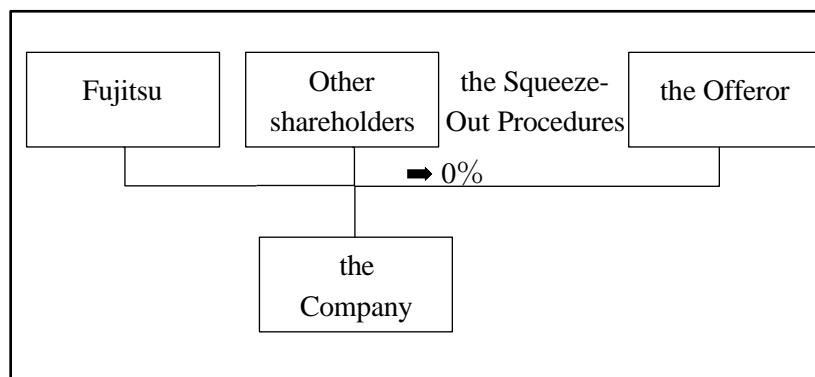 Fujitsu
Other
shareholders
the Squeeze-
Out Procedures
the Offeror
➡ 0%
the
Company